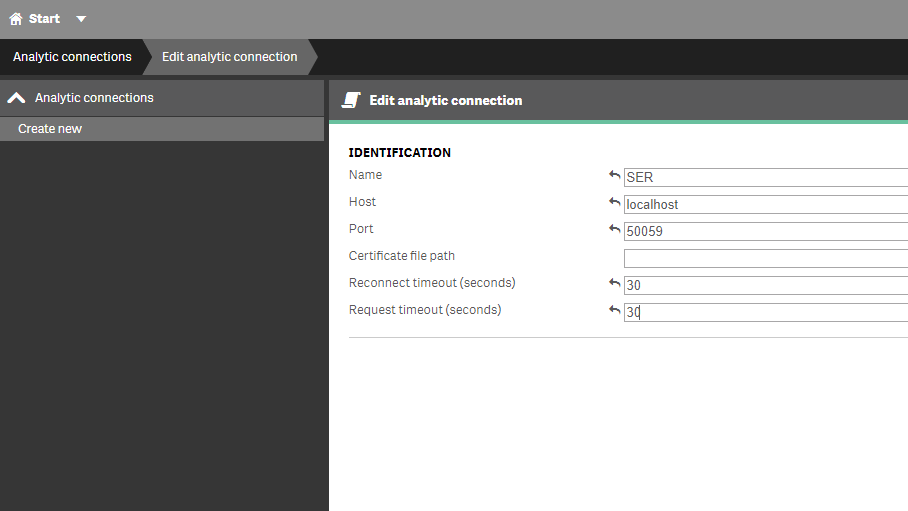 Start
Analytic connections Edit analytic connection
Analytic connections
Create new
Edit analytic connection
IDENTIFICATION
Name SER
Host localhost
Port 50059
Certificate file path
Reconnect timeout (seconds) 30
Request timeout (seconds) 30